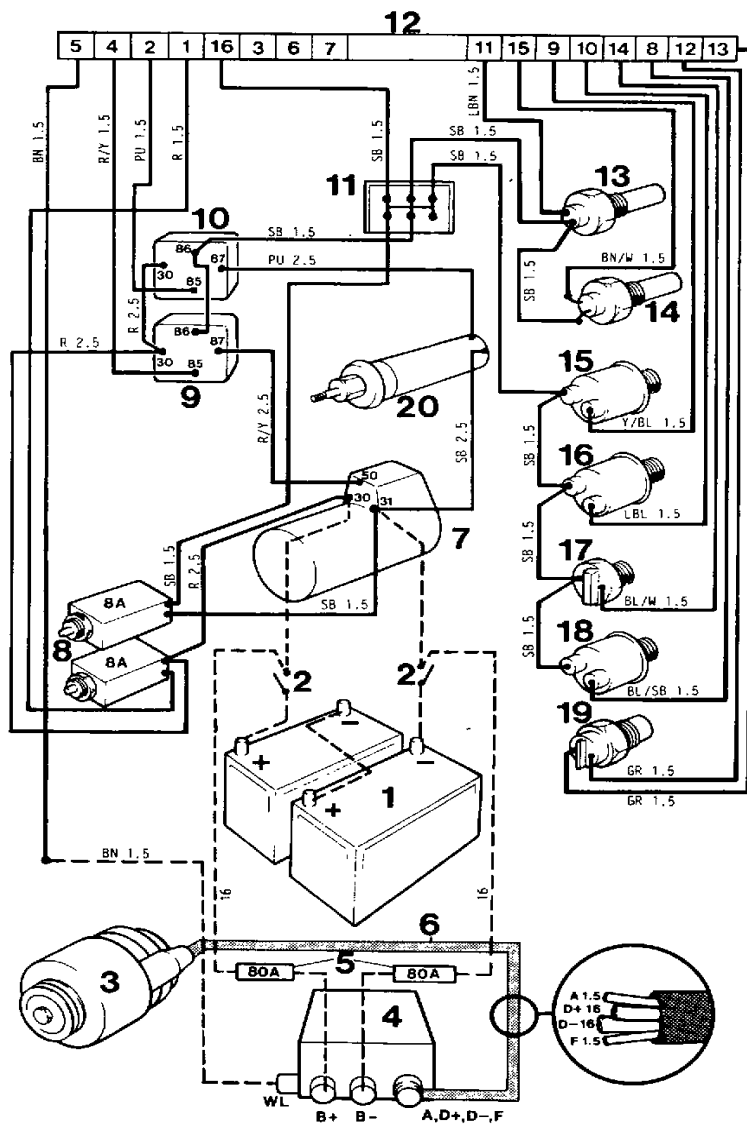 12
5 4 2 1 16 3 6 7 11 15 9 10 14 8 12 13
BN 1.5
R/Y 1.5
PU 1.5
R 1.5
SB 1.5
LBN 1.5
SB 1.5
SB 1.5
11
13
10
SB 1.5
86
87
30
85
PU 2.5
SB 1.5
BN/W 1.5
14
R 2.5
R 2.5
86
87
30
85
9
20
15
Y/BL 1.5
R/Y 2.5
SB 2.5
SB 1.5
16
50
30
31
7
LBL 1.5
SB 1.5
17
SB 1.5
R 2.5
8A
SB 1.5
BL/W 1.5
8
8A
SB 1.5
18
2
2
BL/SB 1.5
19
+
−
+
−
1
GR 1.5
GR 1.5
BN 1.5
16
16
6
3
5
80A
80A
4
A 1.5
D+ 16
D− 16
F 1.5
WL
B+
B−
A,D+,D−,F